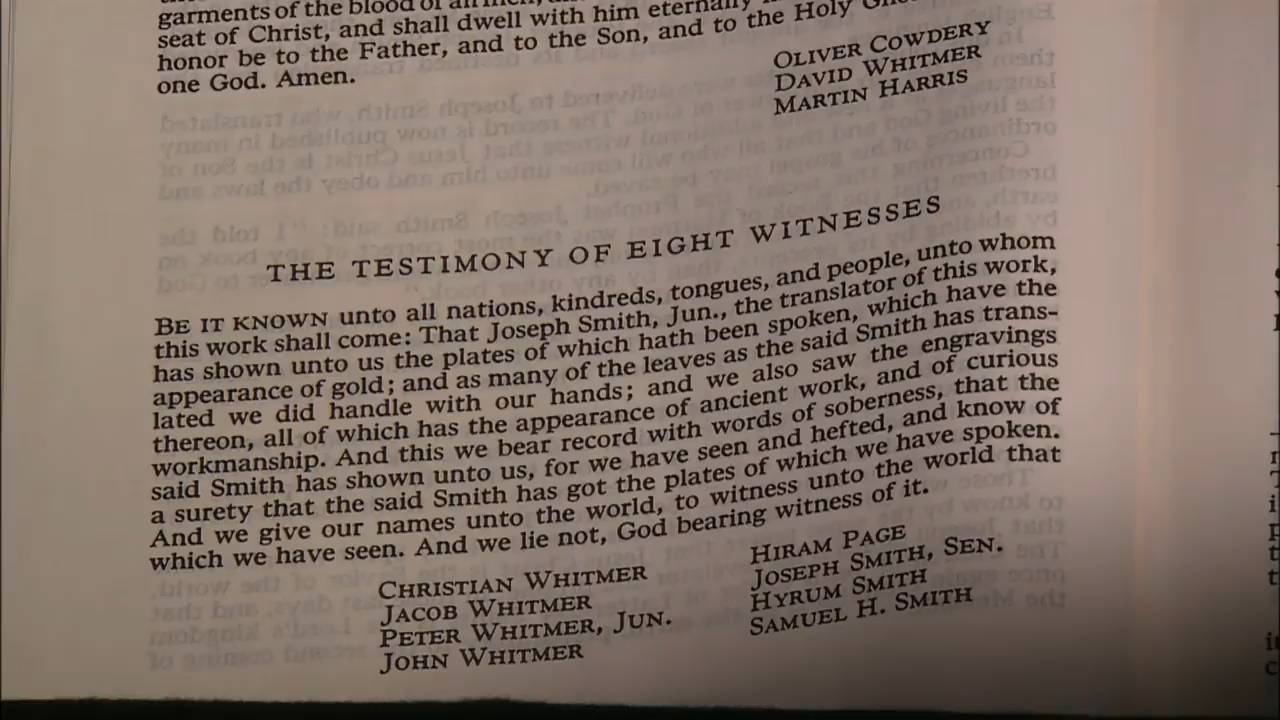 garments of the blood of all men,
seat of Christ, and shall dwell with him eternally
honor be to the Father, and to the Son, and to the Holy
one God. Amen.
OLIVER COWDERY
DAVID WHITMER
MARTIN HARRIS
THE TESTIMONY OF EIGHT WITNESSES
BE IT KNOWN unto all nations, kindreds, tongues, and people, unto whom
this work shall come: That Joseph Smith, Jun., the translator of this work,
has shown unto us the plates of which hath been spoken, which have the
appearance of gold; and as many of the leaves as the said Smith has trans-
lated we did handle with our hands; and we also saw the engravings
thereon, all of which has the appearance of ancient work, and of curious
workmanship. And this we bear record with words of soberness, that the
said Smith has shown unto us, for we have seen and hefted, and know of
a surety that the said Smith has got the plates of which we have spoken.
And we give our names unto the world, to witness unto the world that
which we have seen. And we lie not, God bearing witness of it.
CHRISTIAN WHITMER
JACOB WHITMER
PETER WHITMER, JUN.
JOHN WHITMER
HIRAM PAGE
JOSEPH SMITH, SEN.
HYRUM SMITH
SAMUEL H. SMITH